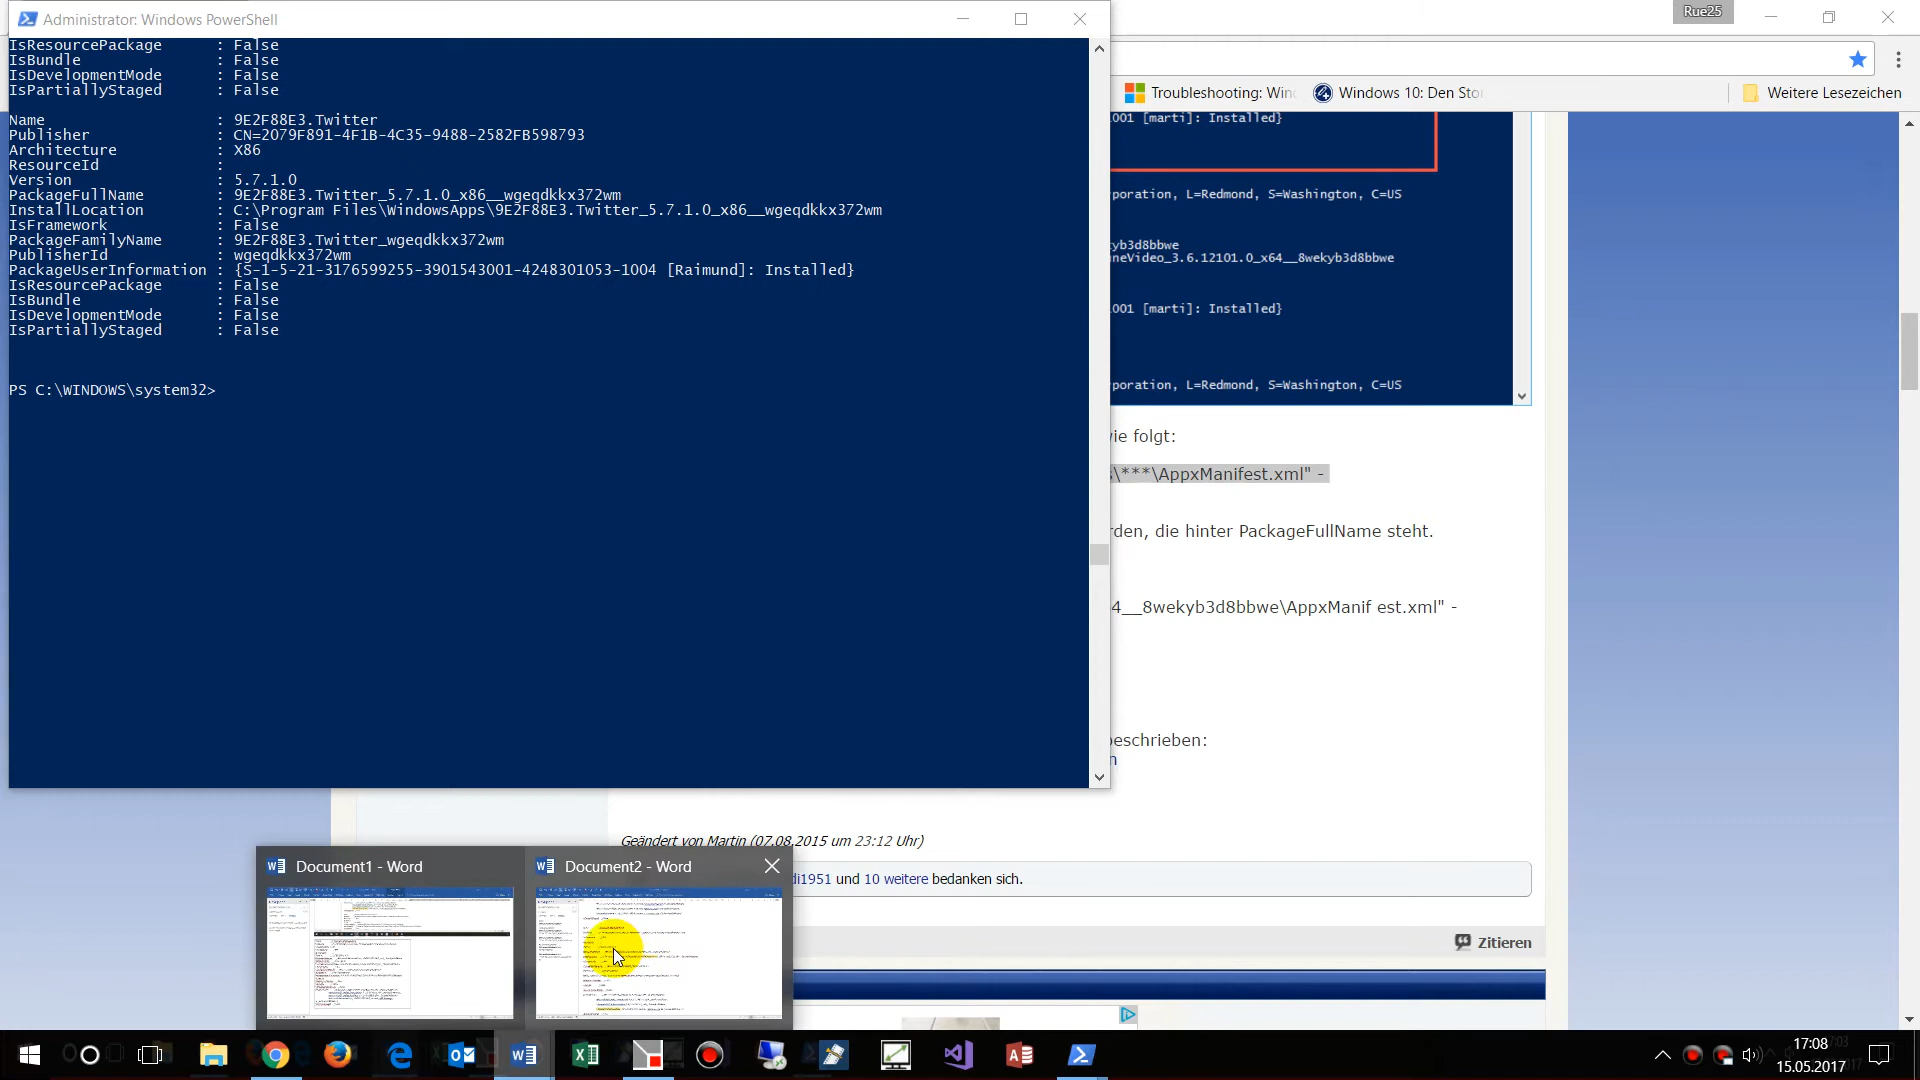 Administrator: Windows PowerShell
Rue25
IsResourcePackage : False
IsBundle : False
IsDevelopmentMode : False
IsPartiallyStaged : False
Name : 9E2F88E3.Twitter
Publisher : CN=2079F891-4F1B-4C35-9488-2582FB598793
Architecture : X86
ResourceId :
Version : 5.7.1.0
PackageFullName : 9E2F88E3.Twitter_5.7.1.0_x86__wgeqdkkx372wm
InstallLocation : C:\Program Files\WindowsApps\9E2F88E3.Twitter_5.7.1.0_x86__wgeqdkkx372wm
IsFramework : False
PackageFamilyName : 9E2F88E3.Twitter_wgeqdkkx372wm
PublisherId : wgeqdkkx372wm
PackageUserInformation : {S-1-5-21-3176599255-3901543001-4248301053-1004 [Raimund]: Installed}
IsResourcePackage : False
IsBundle : False
IsDevelopmentMode : False
IsPartiallyStaged : False
PS C:\WINDOWS\system32>
Troubleshooting: Win
Windows 10: Den Sto
Weitere Lesezeichen
001 [marti]: Installed}
rporation, L=Redmond, S=Washington, C=US
yb3d8bbwe
neVideo_3.6.12101.0_x64__8wekyb3d8bbwe
001 [marti]: Installed}
rporation, L=Redmond, S=Washington, C=US
wie folgt:
s\***\AppxManifest.xml" -
rden, die hinter PackageFullName steht.
4__8wekyb3d8bbwe\AppxManif est.xml" -
beschrieben:
n
Geändert von Martin (07.08.2015 um 23:12 Uhr)
di1951 und 10 weitere bedanken sich.
Zitieren
Document1 - Word
Document2 - Word
17:08
15.05.2017